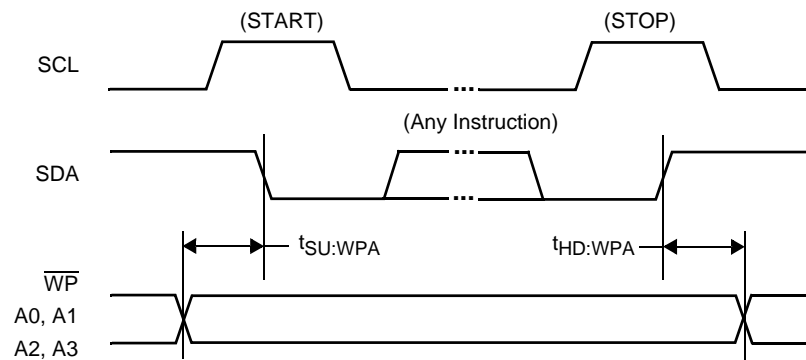 (START) (STOP)
SCL
(Any Instruction)
SDA
tSU:WPA tHD:WPA
WP
A0, A1
A2, A3